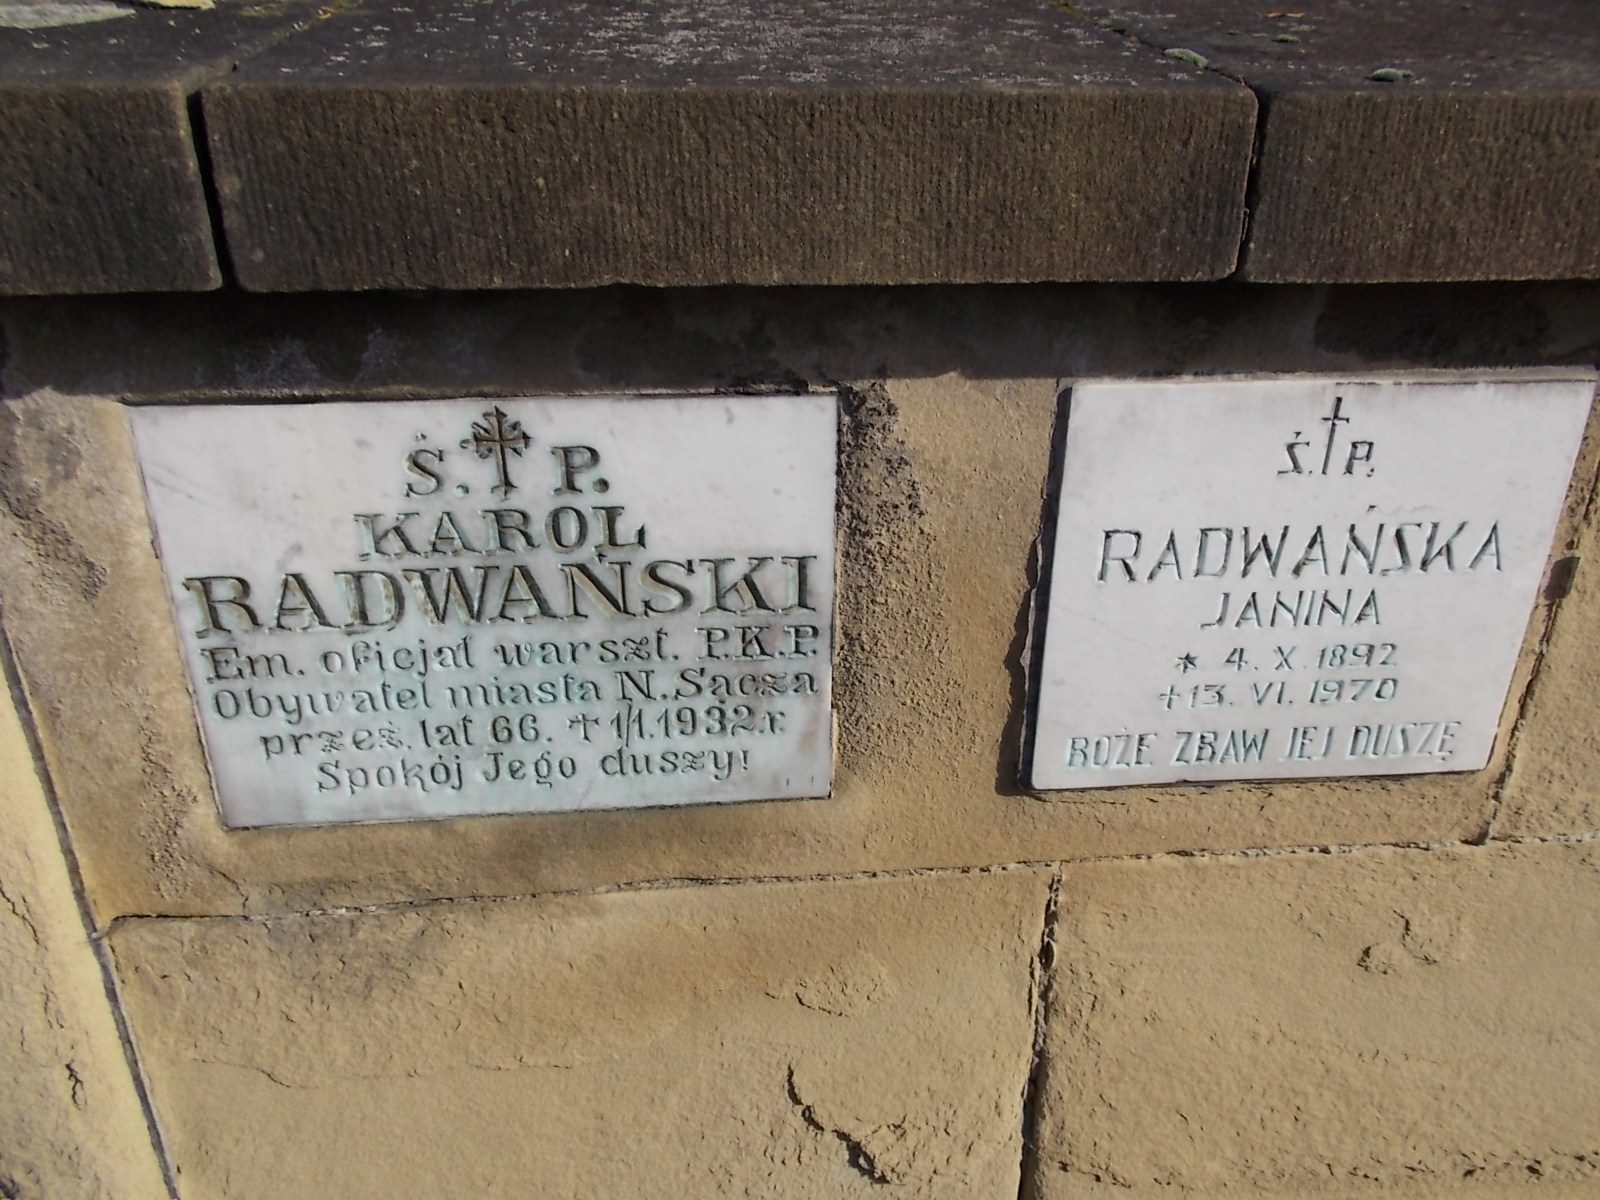 Ś. P.
KAROL
RADWAŃSKI
Em. oficjał warszt. P.K.P.
Obywatel miasta N. Sącza
przeż. lat 66. † 1/1.1932.r.
Spokój Jego duszy!
Ś. P.
RADWAŃSKA
JANINA
* 4. X. 1892
† 13. VI. 1970
BOŻE ZBAW JEJ DUSZĘ